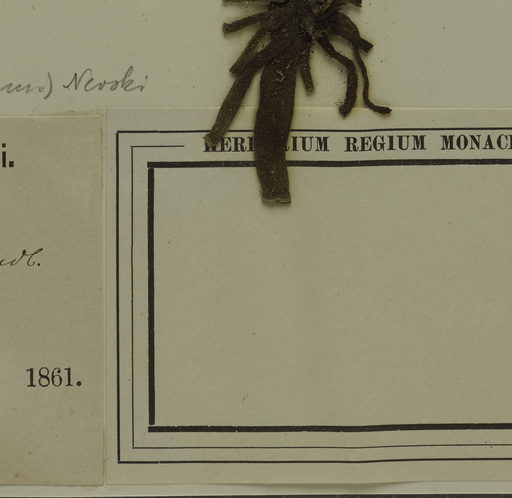 Nevski
HERBARIUM REGIUM MONAC
i.
1861.